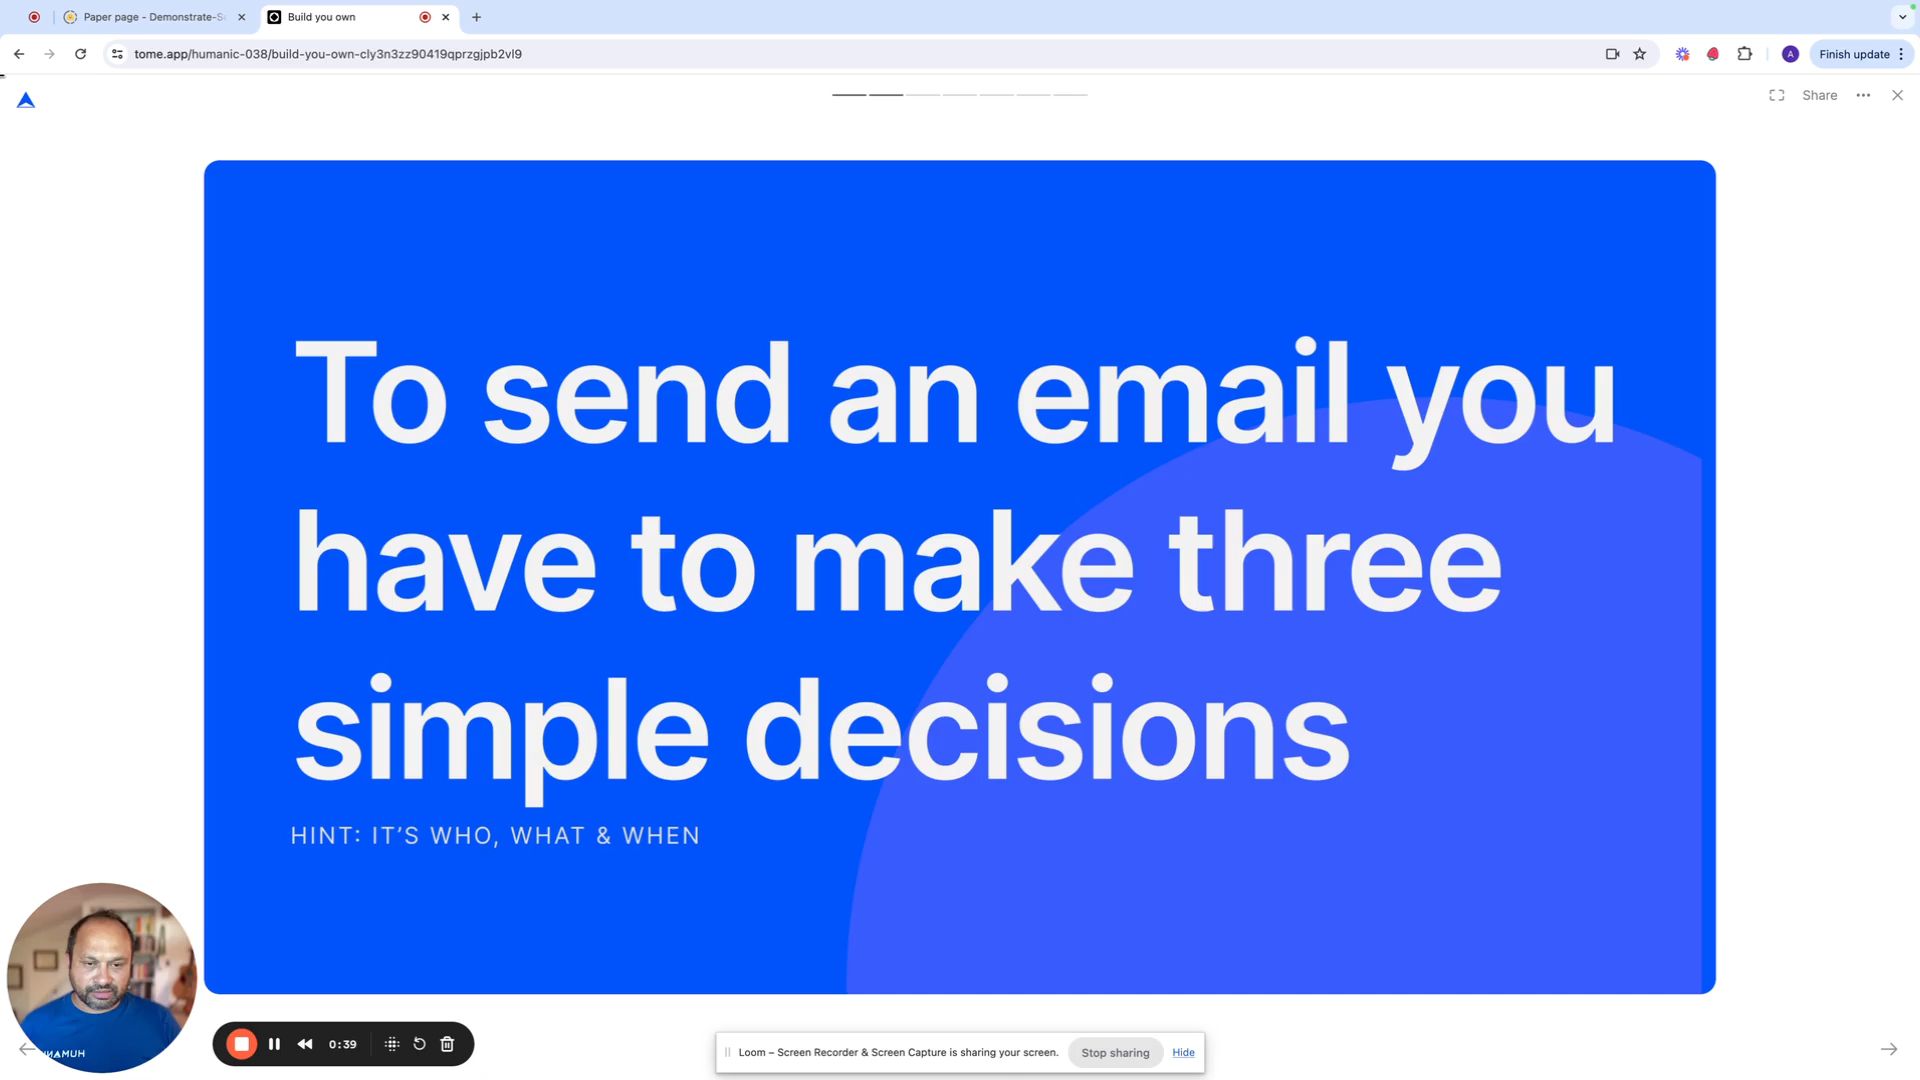 Paper page - Demonstrate-S
Build you own
tome.app/humanic-038/build-you-own-cly3n3zz90419qprzgjpb2vl9
A
Finish update
Share
To send an email you
have to make three
simple decisions
HINT: IT'S WHO, WHAT & WHEN
0:39
Loom – Screen Recorder & Screen Capture is sharing your screen.
Stop sharing
Hide